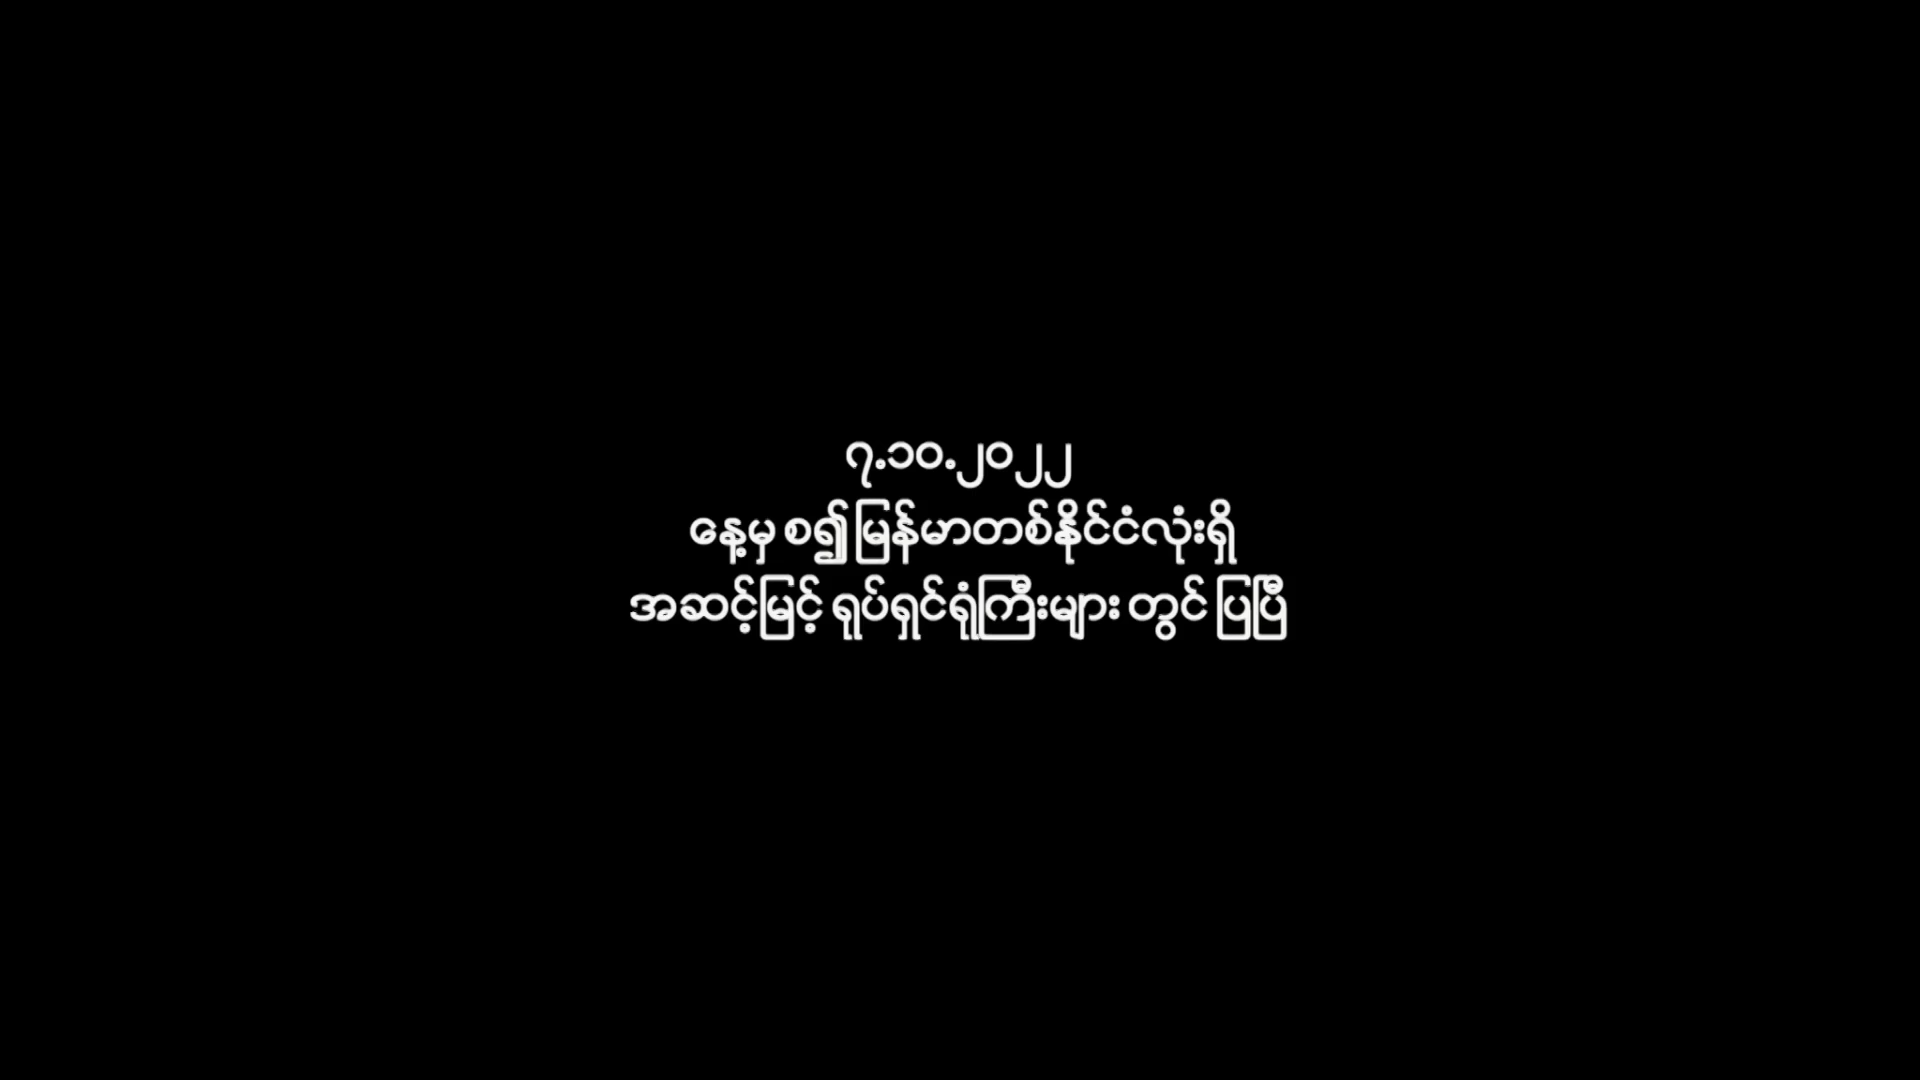 ၇.၁၀.၂၀၂၂
နေ့မှ စ၍ မြန်မာတစ်နိုင်ငံလုံးရှိ
အဆင့်မြင့် ရုပ်ရှင်ရုံကြီးများ တွင် ပြပြီ